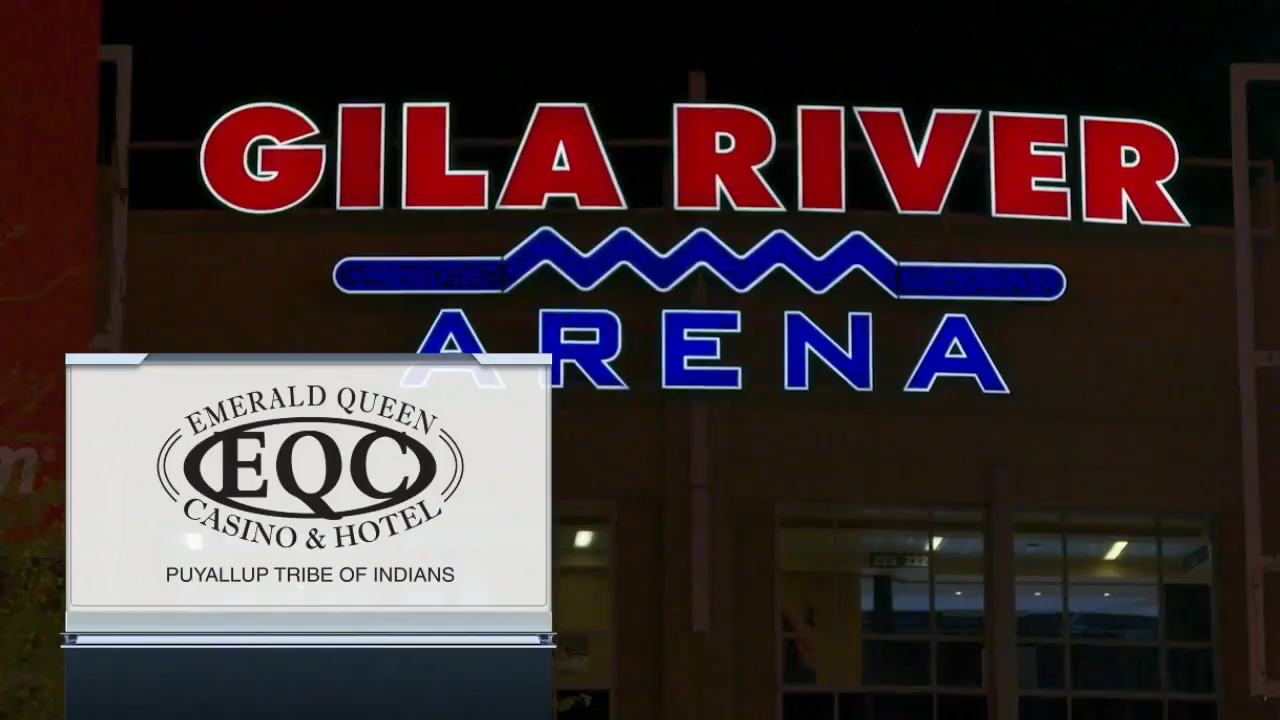 GILA RIVER
ARENA
EMERALD QUEEN
EQC
CASINO & HOTEL
PUYALLUP TRIBE OF INDIANS